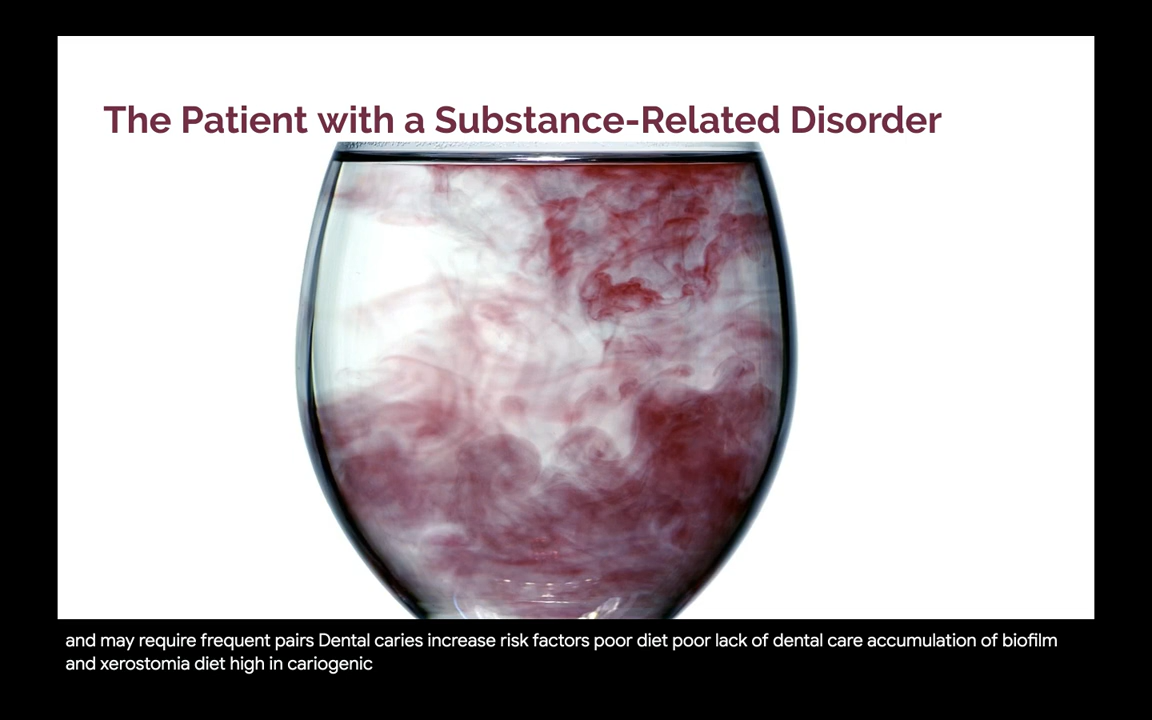 The Patient with a Substance-Related Disorder
and may require frequent pairs Dental caries increase risk factors poor diet poor lack of dental care accumulation of biofilm
and xerostomia diet high in cariogenic